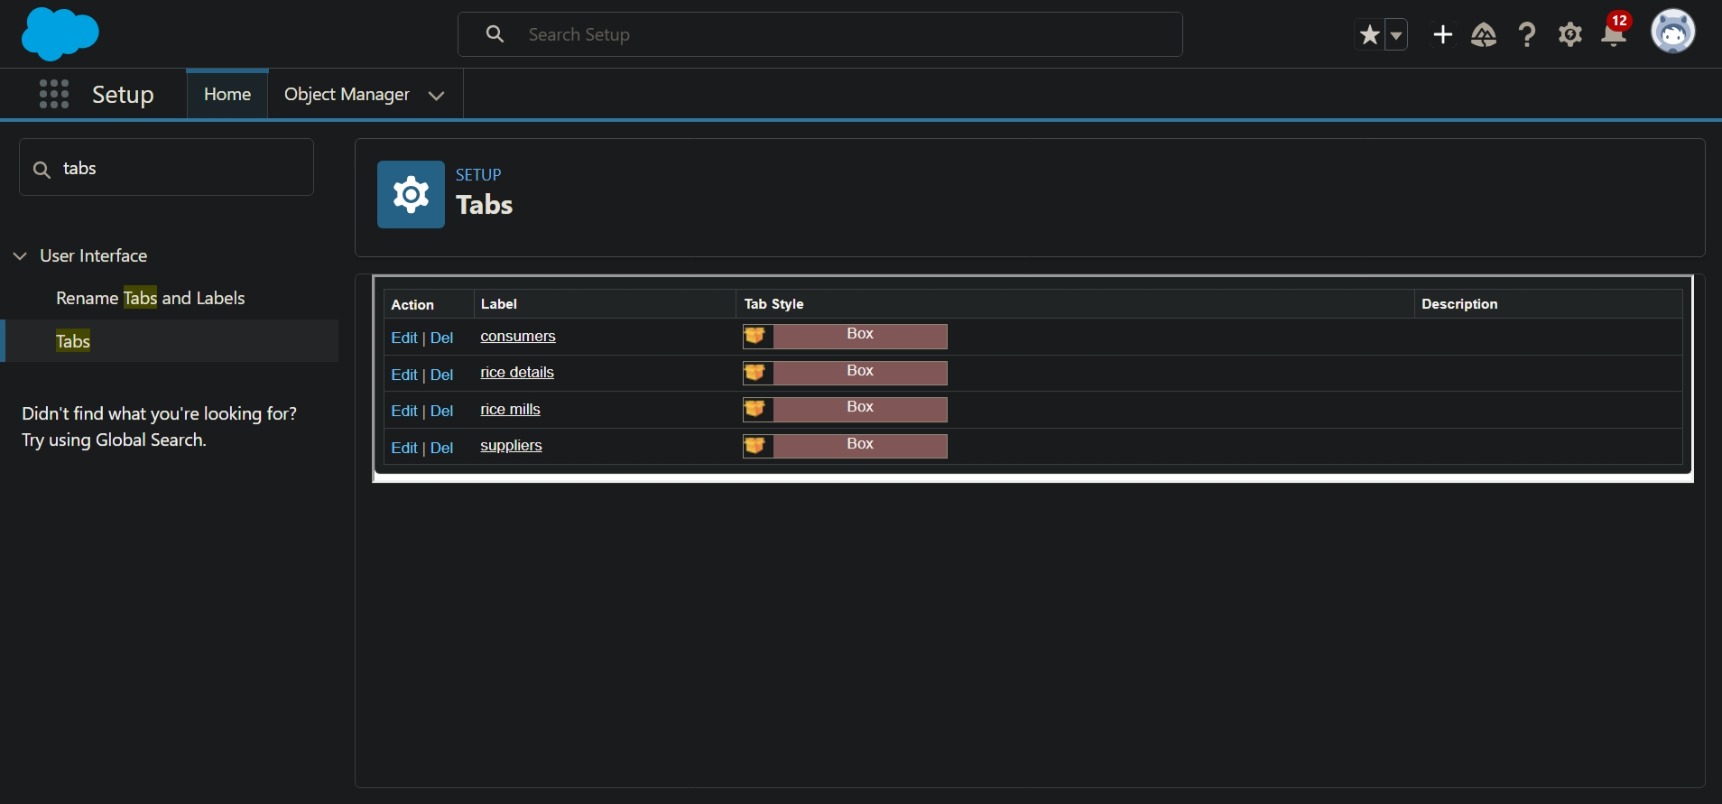 Search Setup
12
Setup
Home
Object Manager
tabs
SETUP
Tabs
User Interface
Rename Tabs and Labels
Tabs
Didn't find what you're looking for?
Try using Global Search.
Action Label Tab Style Description
Edit | Del consumers Box
Edit | Del rice details Box
Edit | Del rice mills Box
Edit | Del suppliers Box